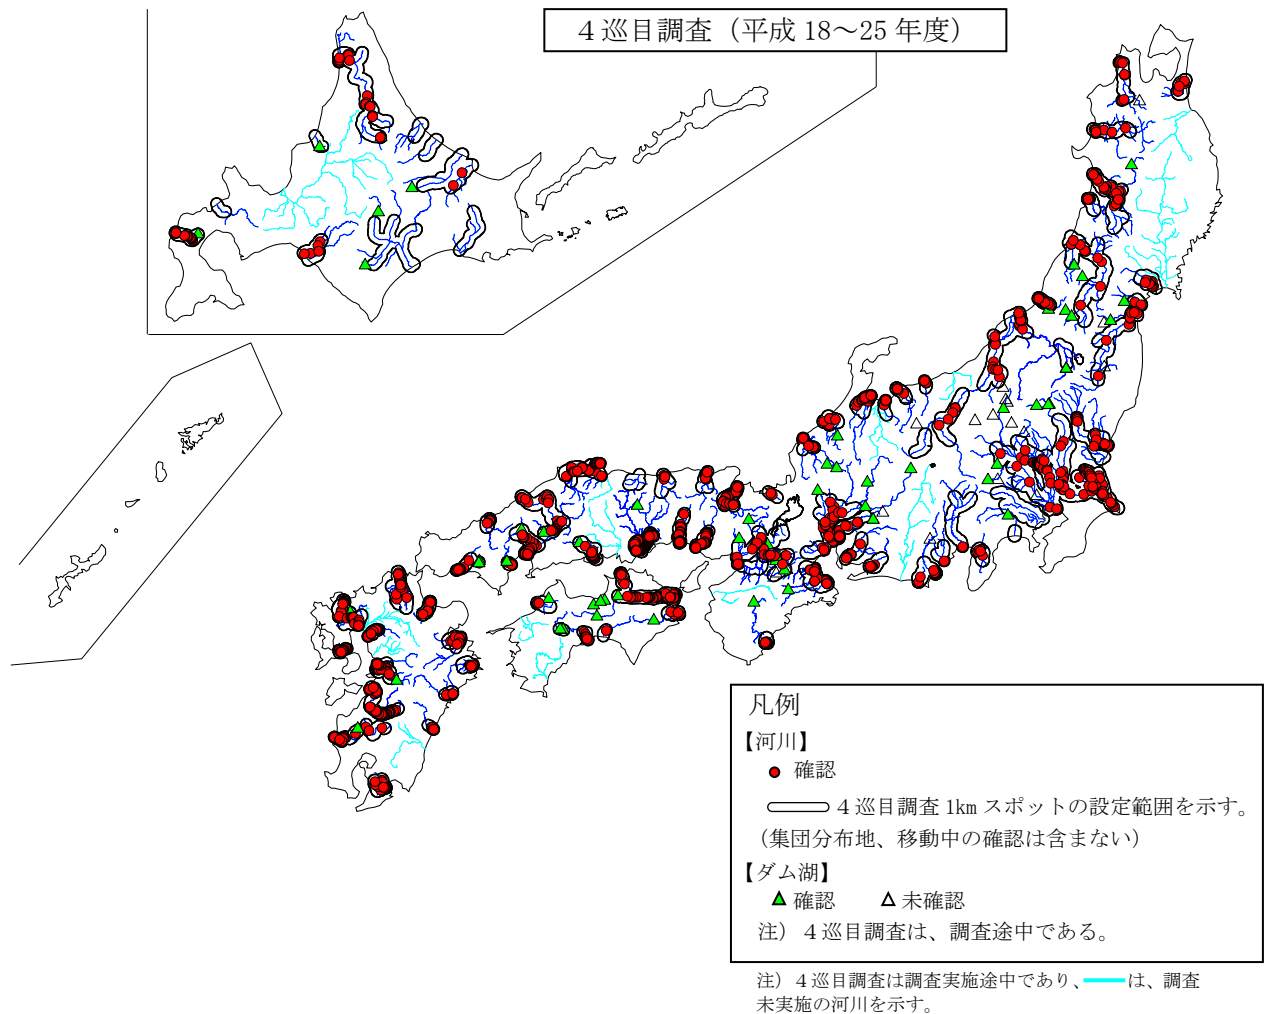 ４巡目調査（平成 18～25 年度）
凡例
【河川】
確認
４巡目調査 1km スポットの設定範囲を示す。
（集団分布地、移動中の確認は含まない）
【ダム湖】
確認　未確認
注）４巡目調査は、調査途中である。
注）４巡目調査は調査実施途中であり、　は、調査
未実施の河川を示す。